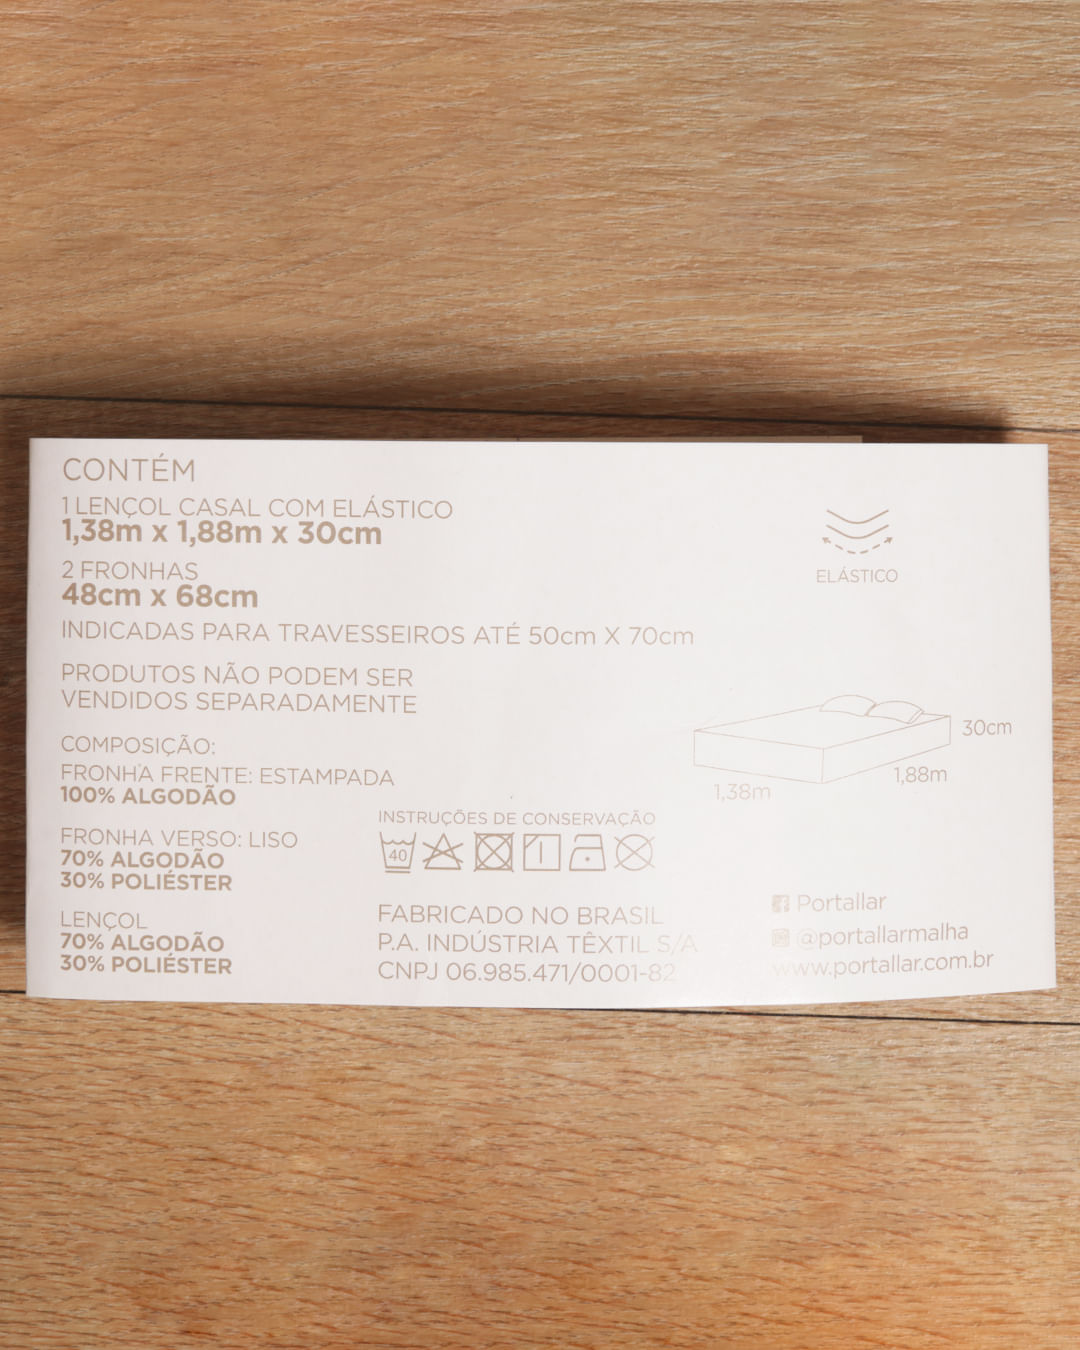 CONTÉM
1 LENÇOL CASAL COM ELÁSTICO
1,38m x 1,88m x 30cm
2 FRONHAS
48cm x 68cm
INDICADAS PARA TRAVESSEIROS ATÉ 50cm X 70cm
PRODUTOS NÃO PODEM SER
VENDIDOS SEPARADAMENTE
COMPOSIÇÃO:
FRONHA FRENTE: ESTAMPADA
100% ALGODÃO
FRONHA VERSO: LISO
70% ALGODÃO
30% POLIÉSTER
LENÇOL
70% ALGODÃO
30% POLIÉSTER
INSTRUÇÕES DE CONSERVAÇÃO
40
FABRICADO NO BRASIL
P.A. INDÚSTRIA TÊXTIL S/A
CNPJ 06.985.471/0001-82
ELÁSTICO
30cm
1,88m
1,38m
Portallar
@portallarmalha
www.portallar.com.br